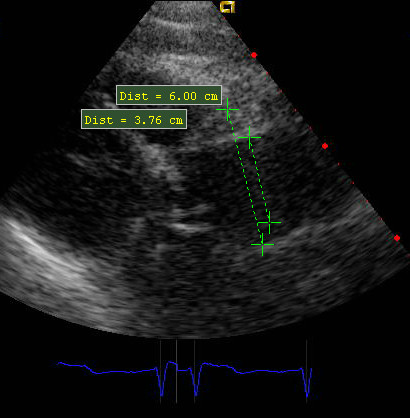 Dist = 6.00 cm
Dist = 3.76 cm